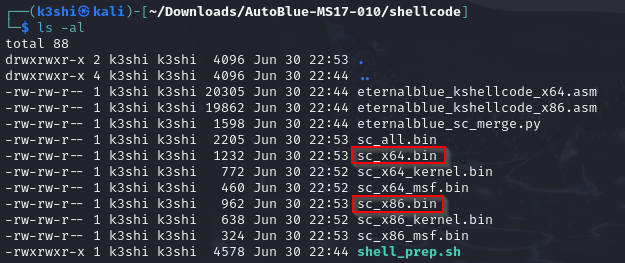 ┌──(k3shi㉿kali)-[~/Downloads/AutoBlue-MS17-010/shellcode]
└─$ ls -al
total 88
drwxrwxr-x 2 k3shi k3shi  4096 Jun 30 22:53 .
drwxrwxr-x 4 k3shi k3shi  4096 Jun 30 22:44 ..
-rw-rw-r-- 1 k3shi k3shi 20305 Jun 30 22:44 eternalblue_kshellcode_x64.asm
-rw-rw-r-- 1 k3shi k3shi 19862 Jun 30 22:44 eternalblue_kshellcode_x86.asm
-rw-rw-r-- 1 k3shi k3shi  1598 Jun 30 22:44 eternalblue_sc_merge.py
-rw-rw-r-- 1 k3shi k3shi  2205 Jun 30 22:53 sc_all.bin
-rw-rw-r-- 1 k3shi k3shi  1232 Jun 30 22:53 sc_x64.bin
-rw-rw-r-- 1 k3shi k3shi   772 Jun 30 22:52 sc_x64_kernel.bin
-rw-rw-r-- 1 k3shi k3shi   460 Jun 30 22:52 sc_x64_msf.bin
-rw-rw-r-- 1 k3shi k3shi   962 Jun 30 22:53 sc_x86.bin
-rw-rw-r-- 1 k3shi k3shi   638 Jun 30 22:52 sc_x86_kernel.bin
-rw-rw-r-- 1 k3shi k3shi   324 Jun 30 22:53 sc_x86_msf.bin
-rwxrwxr-x 1 k3shi k3shi  4578 Jun 30 22:44 shell_prep.sh